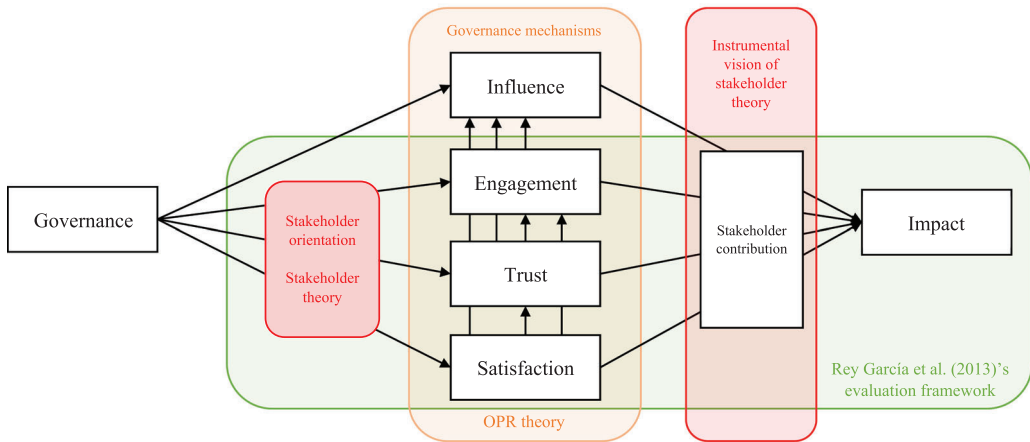 Governance mechanisms
Instrumental
vision of
stakeholder
theory
Influence
Engagement
Governance
Stakeholder
orientation
Stakeholder
theory
Stakeholder
contribution
Impact
Trust
Satisfaction
Rey García et al. (2013)'s
evaluation framework
OPR theory